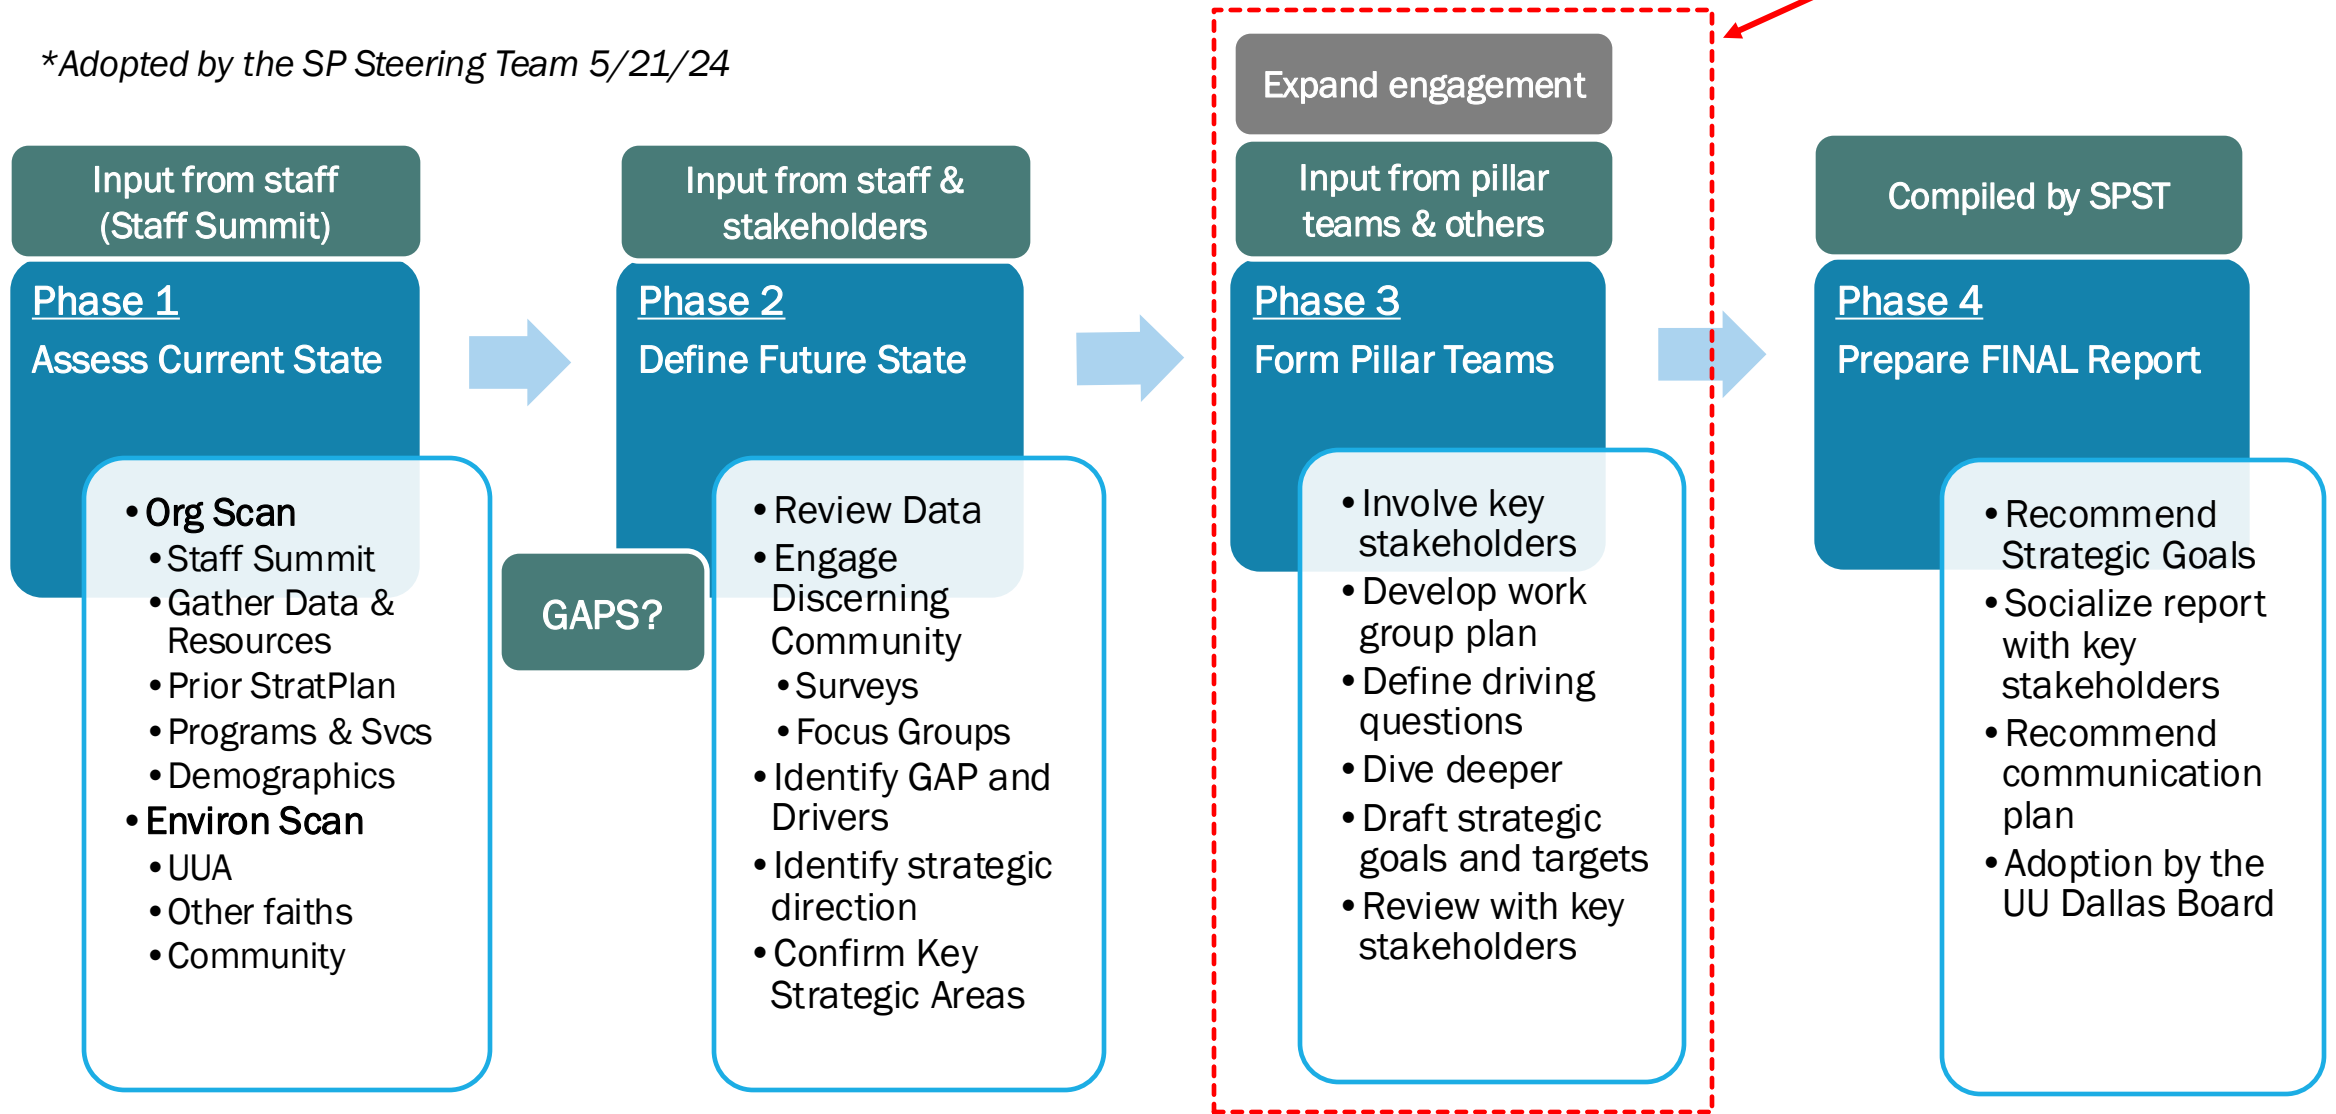 *Adopted by the SP Steering Team 5/21/24
Input from staff
(Staff Summit)
Phase 1
Assess Current State
•Org Scan
•Staff Summit
•Gather Data &
Resources
•Prior StratPlan
•Programs & Svcs
•Demographics
•Environ Scan
•UUA
•Other faiths
•Community
GAPS?
Input from staff &
stakeholders
Phase 2
Define Future State
•Review Data
•Engage
Discerning
Community
•Surveys
•Focus Groups
•Identify GAP and
Drivers
•Identify strategic
direction
•Confirm Key
Strategic Areas
Expand engagement
Input from pillar
teams & others
Phase 3
Form Pillar Teams
•Involve key
stakeholders
•Develop work
group plan
•Define driving
questions
•Dive deeper
•Draft strategic
goals and targets
•Review with key
stakeholders
Compiled by SPST
Phase 4
Prepare FINAL Report
•Recommend
Strategic Goals
•Socialize report
with key
stakeholders
•Recommend
communication
plan
•Adoption by the
UU Dallas Board